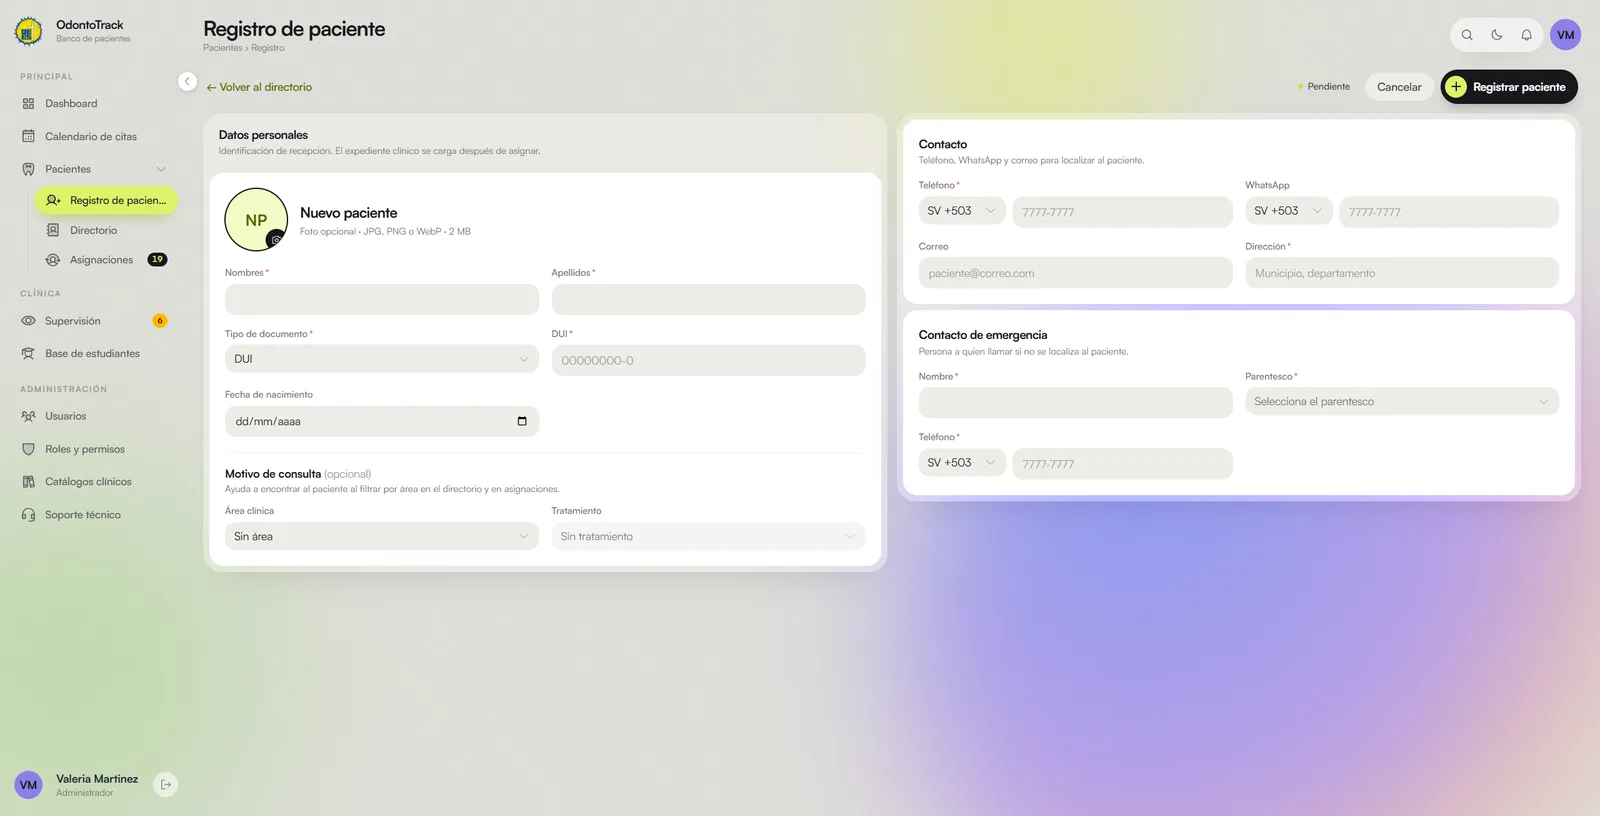 OdontoTrack
Banco de pacientes
PRINCIPAL
Dashboard
Calendario de citas
Pacientes
Registro de pacien...
Directorio
Asignaciones 19
CLÍNICA
Supervisión 6
Base de estudiantes
ADMINISTRACIÓN
Usuarios
Roles y permisos
Catálogos clínicos
Soporte técnico
VM
Valeria Martinez
Administrador
Registro de paciente
Pacientes › Registro
VM
← Volver al directorio
Pendiente
Cancelar
+ Registrar paciente
Datos personales
Identificación de recepción. El expediente clínico se carga después de asignar.
NP
Nuevo paciente
Foto opcional • JPG, PNG o WebP • 2 MB
Nombres *
Apellidos *
Tipo de documento *
DUI *
DUI
00000000-0
Fecha de nacimiento
dd/mm/aaaa
Motivo de consulta (opcional)
Ayuda a encontrar al paciente al filtrar por área en el directorio y en asignaciones.
Área clínica
Tratamiento
Sin área
Sin tratamiento
Contacto
Teléfono, WhatsApp y correo para localizar al paciente.
Teléfono *
WhatsApp
SV +503
7777-7777
SV +503
7777-7777
Correo
Dirección *
paciente@correo.com
Municipio, departamento
Contacto de emergencia
Persona a quien llamar si no se localiza al paciente.
Nombre *
Parentesco *
Selecciona el parentesco
Teléfono *
SV +503
7777-7777